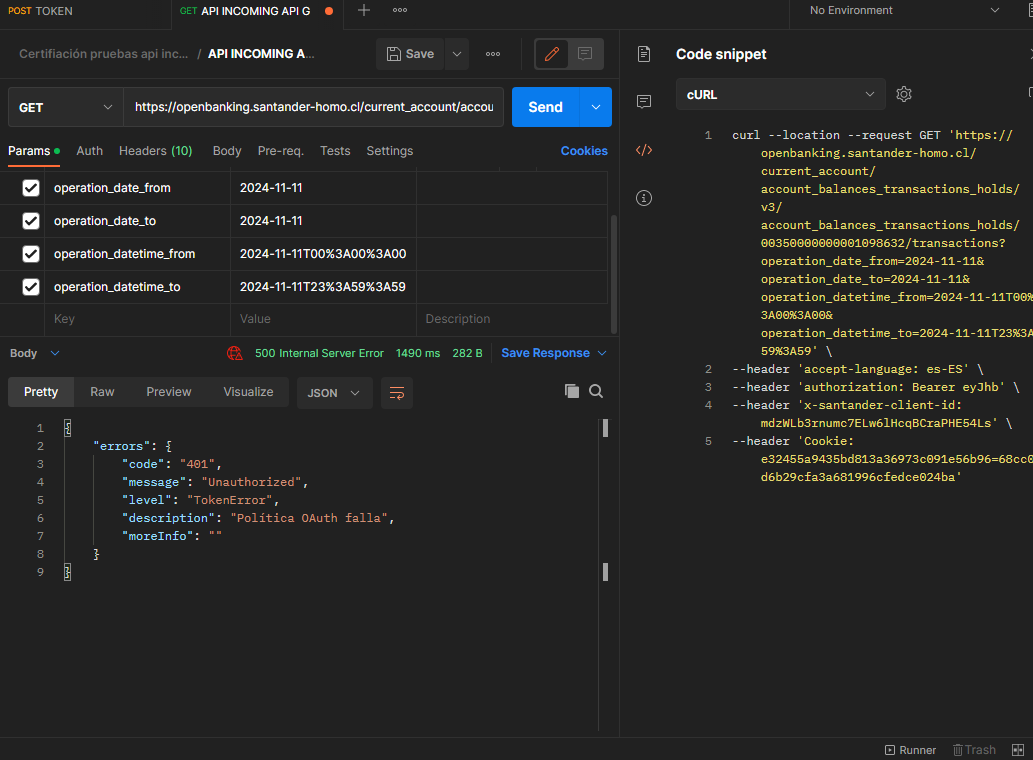 POST TOKEN
GET API INCOMING API G
No Environment
Certifiación pruebas api inc... / API INCOMING A...
Save
Code snippet
GET
https://openbanking.santander-homo.cl/current_account/accou
Send
cURL
Params
Auth
Headers (10)
Body
Pre-req.
Tests
Settings
Cookies
operation_date_from 2024-11-11
operation_date_to 2024-11-11
operation_datetime_from 2024-11-11T00%3A00%3A00
operation_datetime_to 2024-11-11T23%3A59%3A59
Key Value Description
Body
500 Internal Server Error 1490 ms 282 B
Save Response
Pretty Raw Preview Visualize JSON
1 {
2 "errors": {
3 "code": "401",
4 "message": "Unauthorized",
5 "level": "TokenError",
6 "description": "Política OAuth falla",
7 "moreInfo": ""
8 }
9 }
1 curl --location --request GET 'https://
openbanking.santander-homo.cl/
current_account/
account_balances_transactions_holds/
v3/
account_balances_transactions_holds/
00350000000001098632/transactions?
operation_date_from=2024-11-11&
operation_date_to=2024-11-11&
operation_datetime_from=2024-11-11T00%
3A00%3A00&
operation_datetime_to=2024-11-11T23%3A
59%3A59' \
2 --header 'accept-language: es-ES' \
3 --header 'authorization: Bearer eyJhb' \
4 --header 'x-santander-client-id:
mdzWLb3rnumc7ELw6lHcqBCraPHE54Ls' \
5 --header 'Cookie:
e32455a9435bd813a36973c091e56b96=68cc0
d6b29cfa3a681996cfedce024ba'
Runner
Trash